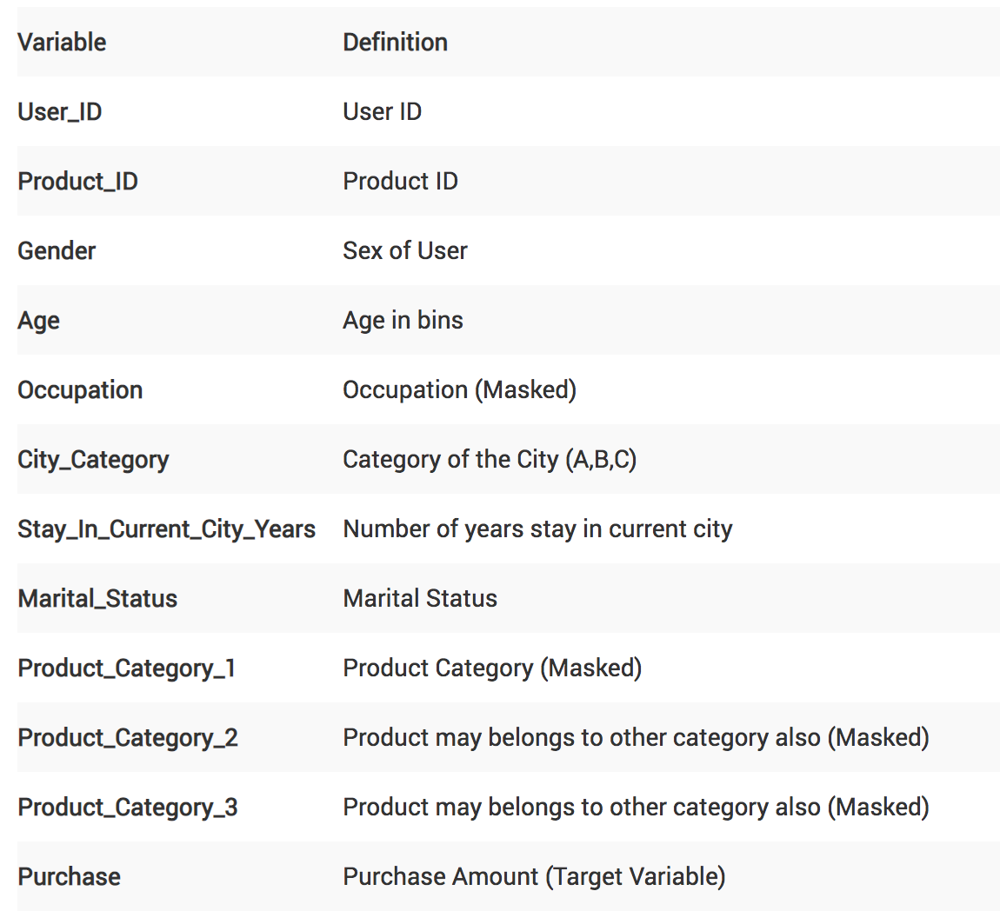 Variable Definition
User_ID User ID
Product_ID Product ID
Gender Sex of User
Age Age in bins
Occupation Occupation (Masked)
City_Category Category of the City (A,B,C)
Stay_In_Current_City_Years Number of years stay in current city
Marital_Status Marital Status
Product_Category_1 Product Category (Masked)
Product_Category_2 Product may belongs to other category also (Masked)
Product_Category_3 Product may belongs to other category also (Masked)
Purchase Purchase Amount (Target Variable)